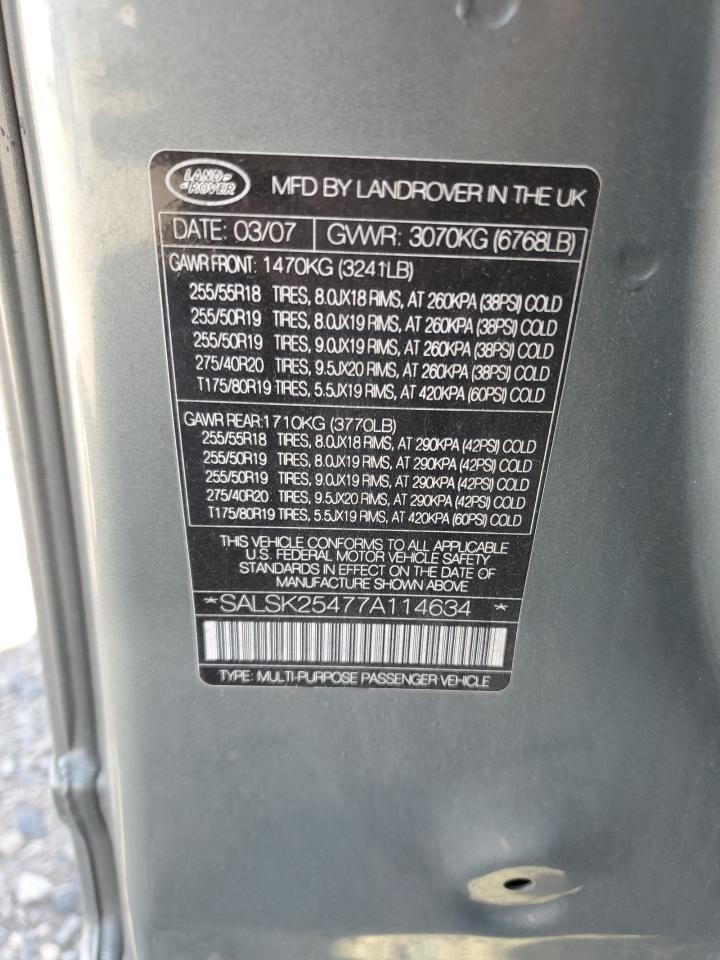 LAND-
-ROVER
MFD BY LANDROVER IN THE UK
DATE: 03/07 GVWR: 3070KG (6768LB)
GAWR FRONT: 1470KG (3241LB)
255/55R18 TIRES, 8.0JX18 RIMS, AT 260KPA (38PSI) COLD
255/50R19 TIRES, 8.0JX19 RIMS, AT 260KPA (38PSI) COLD
255/50R19 TIRES, 9.0JX19 RIMS, AT 260KPA (38PSI) COLD
275/40R20 TIRES, 9.5JX20 RIMS, AT 260KPA (38PSI) COLD
T175/80R19 TIRES, 5.5JX19 RIMS, AT 420KPA (60PSI) COLD
GAWR REAR:1710KG (3770LB)
255/55R18 TIRES, 8.0JX18 RIMS, AT 290KPA (42PSI) COLD
255/50R19 TIRES, 8.0JX19 RIMS, AT 290KPA (42PSI) COLD
255/50R19 TIRES, 9.0JX19 RIMS, AT 290KPA (42PSI) COLD
275/40R20 TIRES, 9.5JX20 RIMS, AT 290KPA (42PSI) COLD
T175/80R19 TIRES, 5.5JX19 RIMS, AT 420KPA (60PSI) COLD
THIS VEHICLE CONFORMS TO ALL APPLICABLE
U.S. FEDERAL MOTOR VEHICLE SAFETY
STANDARDS IN EFFECT ON THE DATE OF
MANUFACTURE SHOWN ABOVE
*SALSK25477A114634 *
TYPE: MULTI-PURPOSE PASSENGER VEHICLE